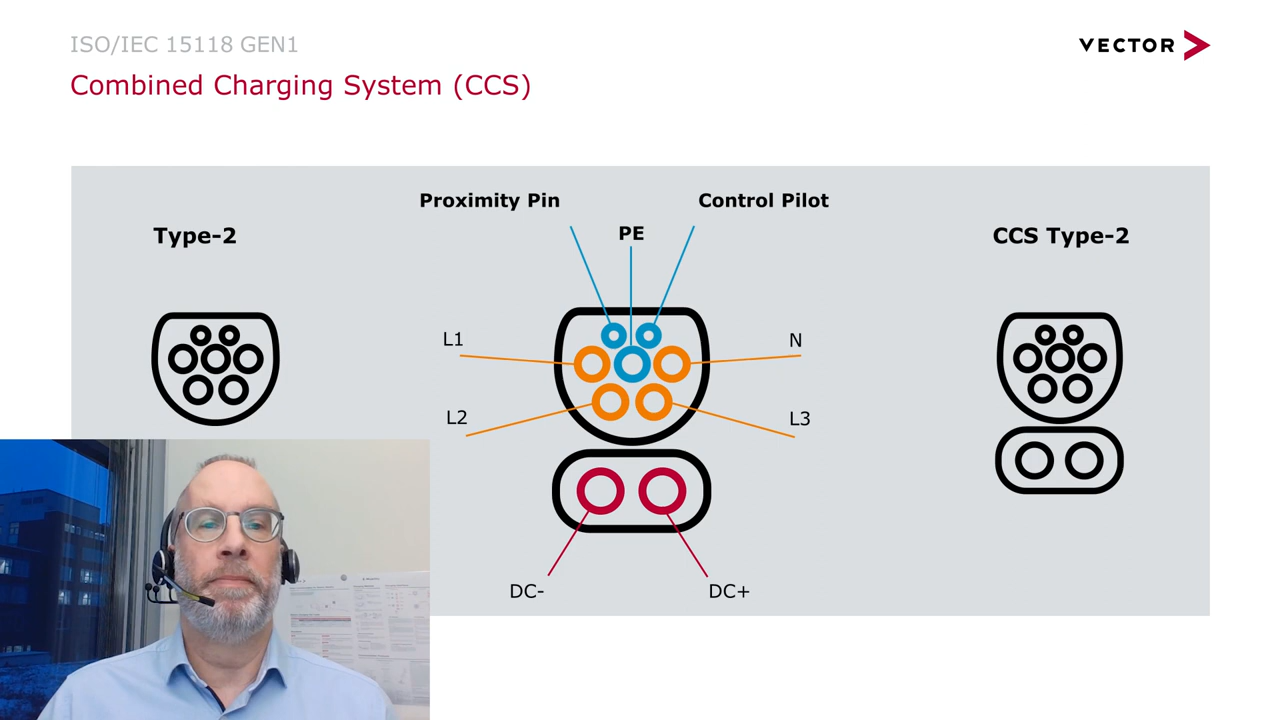 ISO/IEC 15118 GEN1
VECTOR
Combined Charging System (CCS)
Proximity Pin
Control Pilot
Type-2
PE
CCS Type-2
L1
N
L2
L3
DC-
DC+